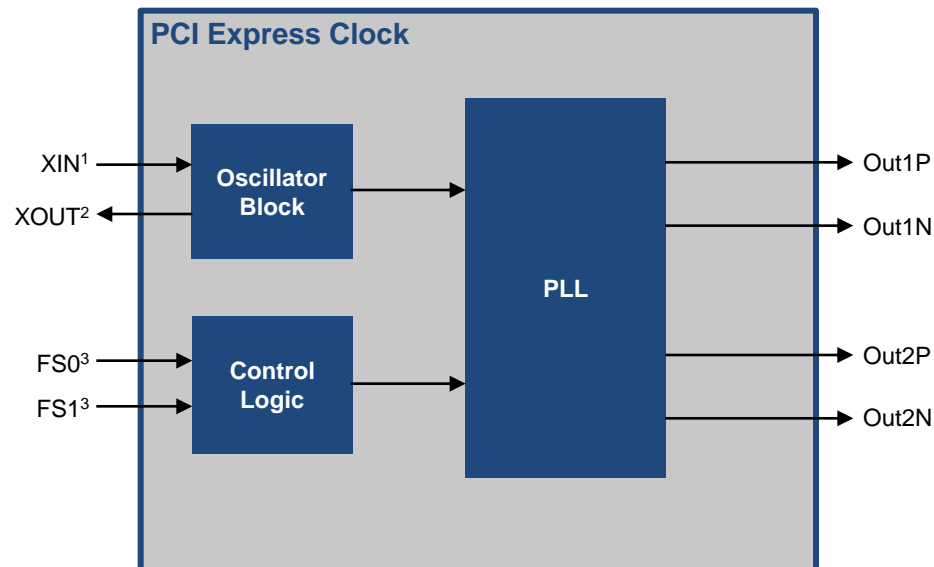 PCI Express Clock
XIN¹
XOUT²
Oscillator
Block
FS0³
FS1³
Control
Logic
PLL
Out1P
Out1N
Out2P
Out2N